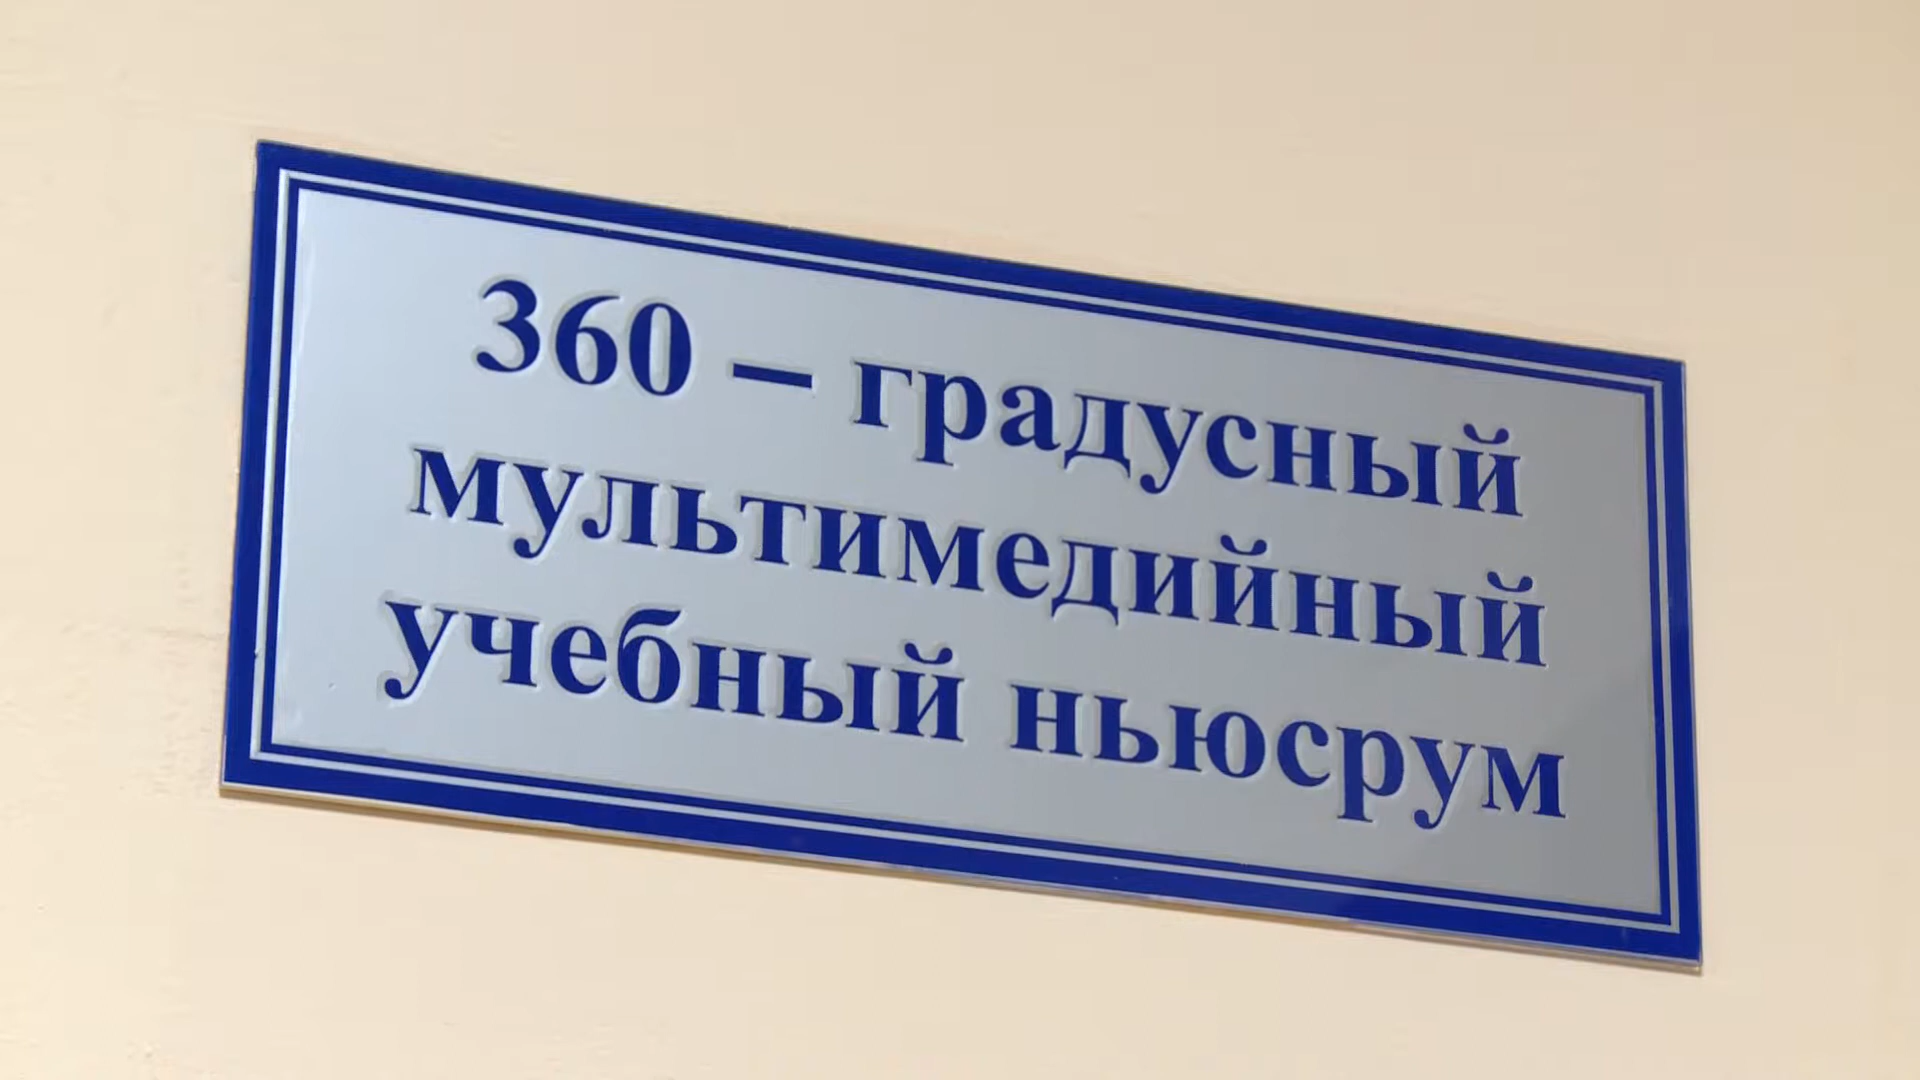 360 – градусный
мультимедийный
учебный ньюсрум